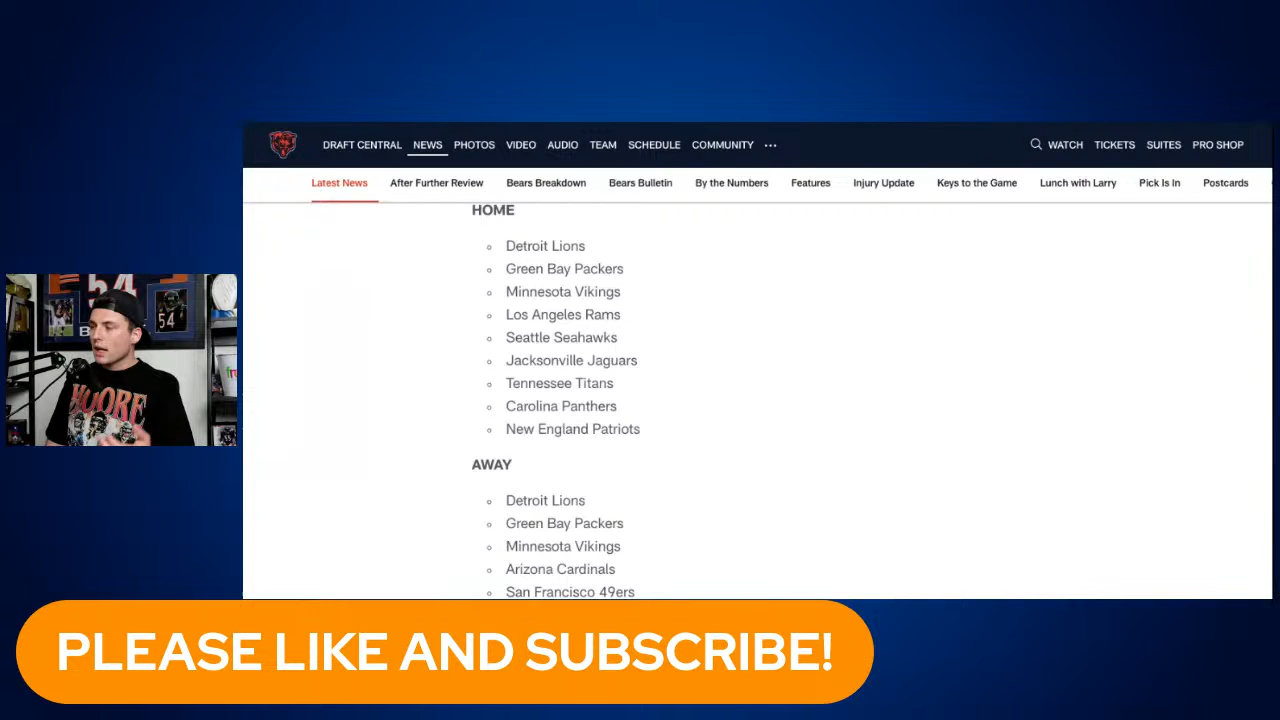 DRAFT CENTRAL NEWS PHOTOS VIDEO AUDIO TEAM SCHEDULE COMMUNITY ••• WATCH TICKETS SUITES PRO SHOP
Latest News After Further Review Bears Breakdown Bears Bulletin By the Numbers Features Injury Update Keys to the Game Lunch with Larry Pick Is In Postcards
HOME
Detroit Lions
Green Bay Packers
Minnesota Vikings
Los Angeles Rams
Seattle Seahawks
Jacksonville Jaguars
Tennessee Titans
Carolina Panthers
New England Patriots
AWAY
Detroit Lions
Green Bay Packers
Minnesota Vikings
Arizona Cardinals
San Francisco 49ers
54
54
MOORE
PLEASE LIKE AND SUBSCRIBE!